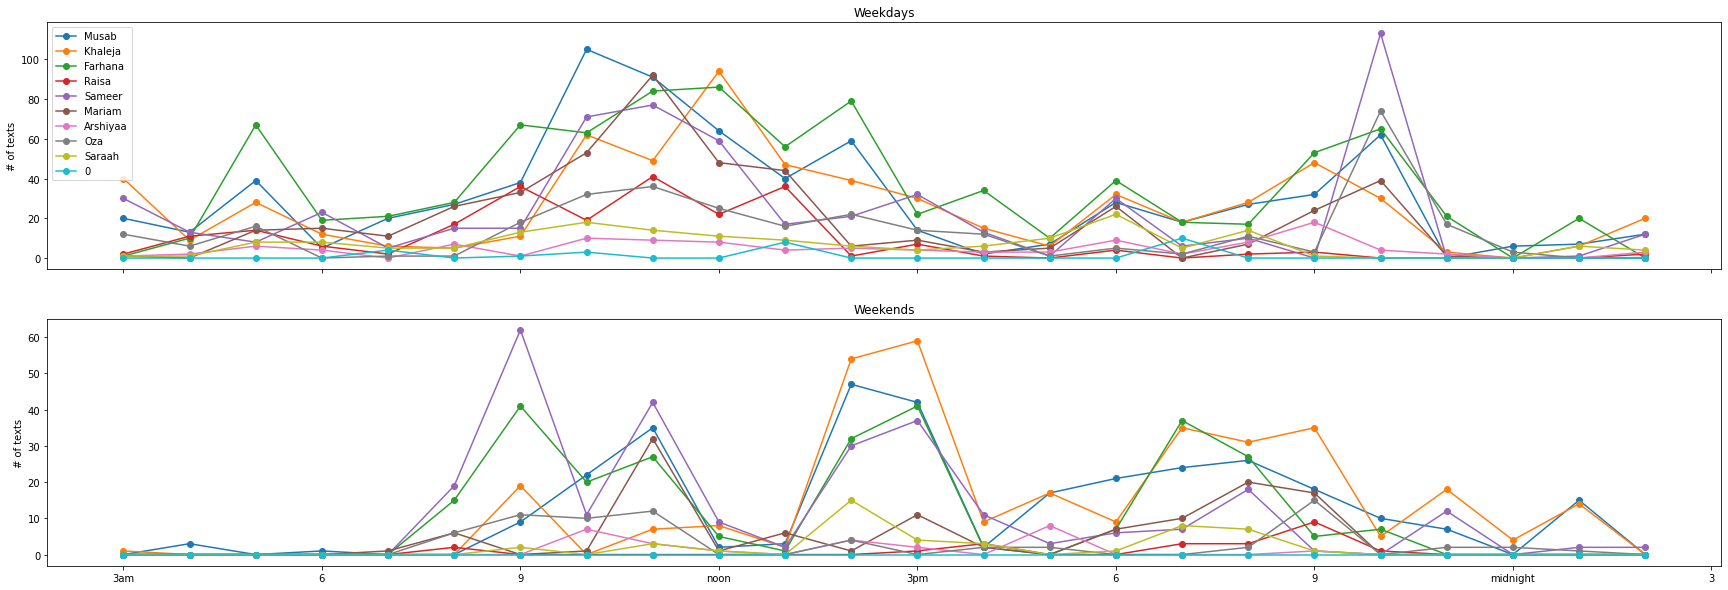 Weekdays
# of texts
100
80
60
40
20
0
Musab
Khaleja
Farhana
Raisa
Sameer
Mariam
Arshiyaa
Oza
Saraah
0
Weekends
# of texts
60
50
40
30
20
10
0
3am 6 9 noon 3pm 6 9 midnight 3